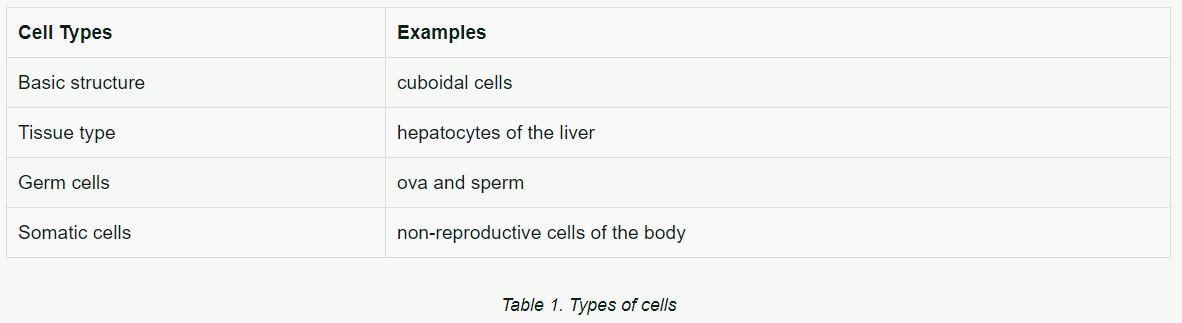 Cell Types Examples
Basic structure cuboidal cells
Tissue type hepatocytes of the liver
Germ cells ova and sperm
Somatic cells non-reproductive cells of the body
Table 1. Types of cells